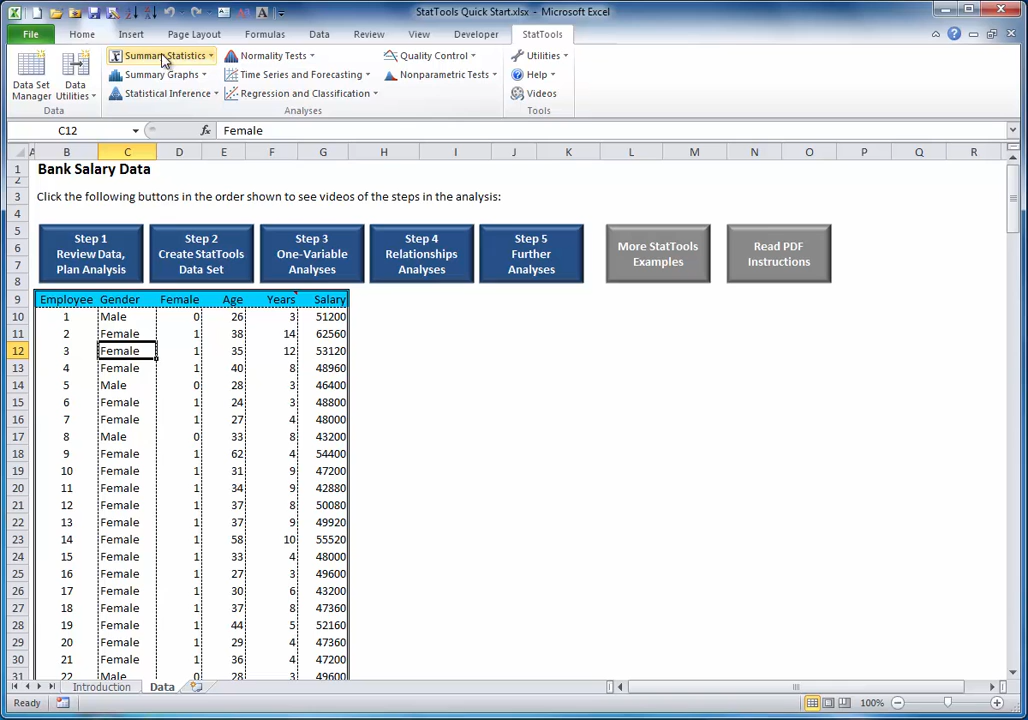 StatTools Quick Start.xlsx - Microsoft Excel
File Home Insert Page Layout Formulas Data Review View Developer StatTools
Summary Statistics Normality Tests Quality Control Utilities
Data Set Manager
Data Utilities
Summary Graphs Time Series and Forecasting Nonparametric Tests Help
Statistical Inference Regression and Classification Videos
Data Analyses Tools
C12 fx Female
A B C D E F G H I J K L M N O P Q R
1 Bank Salary Data
2
3 Click the following buttons in the order shown to see videos of the steps in the analysis:
4
5
6
7
8
Step 1
Review Data,
Plan Analysis
Step 2
Create StatTools
Data Set
Step 3
One-Variable
Analyses
Step 4
Relationships
Analyses
Step 5
Further
Analyses
More StatTools
Examples
Read PDF
Instructions
9 Employee Gender Female Age Years Salary
10 1 Male 0 26 3 51200
11 2 Female 1 38 14 62560
12 3 Female 1 35 12 53120
13 4 Female 1 40 8 48960
14 5 Male 0 28 3 46400
15 6 Female 1 24 3 48800
16 7 Female 1 27 4 48000
17 8 Male 0 33 8 43200
18 9 Female 1 62 4 54400
19 10 Female 1 31 9 47200
20 11 Female 1 34 9 42880
21 12 Female 1 37 8 50080
22 13 Female 1 37 9 49920
23 14 Female 1 58 10 55520
24 15 Female 1 33 4 48000
25 16 Female 1 27 3 49600
26 17 Female 1 30 6 43200
27 18 Female 1 37 8 47360
28 19 Female 1 44 5 52160
29 20 Female 1 29 4 47360
30 21 Female 1 36 4 47200
31 22 Male 0 28 3 49600
Introduction Data
Ready 100%